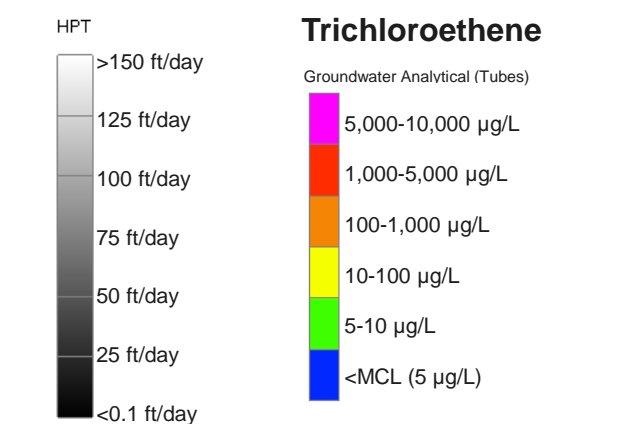 HPT
>150 ft/day
125 ft/day
100 ft/day
75 ft/day
50 ft/day
25 ft/day
<0.1 ft/day
Trichloroethene
Groundwater Analytical (Tubes)
5,000-10,000 µg/L
1,000-5,000 µg/L
100-1,000 µg/L
10-100 µg/L
5-10 µg/L
<MCL (5 µg/L)